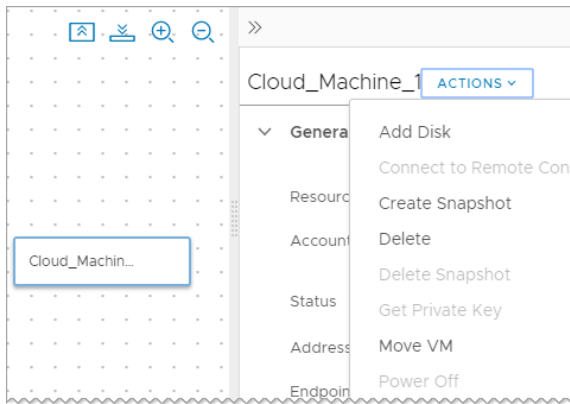 Cloud_Machine_1 ACTIONS
General
Add Disk
Connect to Remote Con
Resourc
Create Snapshot
Account
Delete
Cloud_Machin...
Delete Snapshot
Status
Get Private Key
Address
Move VM
Endpoin
Power Off